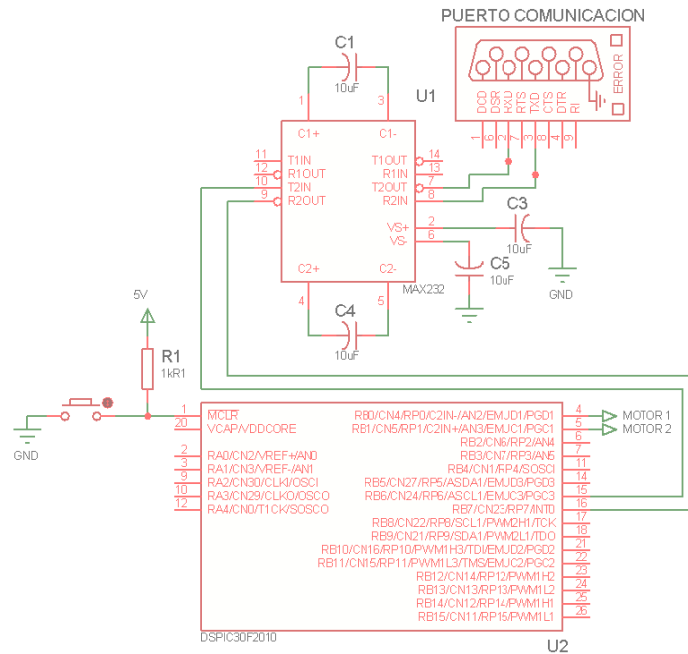 PUERTO COMUNICACION
ERROR
DCD
DSR
RXD
RTS
TXD
CTS
DTR
RI
1
6
2
7
3
8
4
9
C1
10uF
U1
1
3
C1+
C1-
11
T1IN
T1OUT
14
12
R1OUT
R1IN
13
10
T2IN
T2OUT
7
9
R2OUT
R2IN
8
VS+
2
VS-
6
C2+
C2-
MAX232
4
5
C3
10uF
C5
10uF
GND
C4
10uF
5V
R1
1kR1
GND
1
MCLR
20
VCAP/VDDCORE
2
RA0/CN2/VREF+/AN0
3
RA1/CN3/VREF-/AN1
9
RA2/CN30/CLKI/OSCI
10
RA3/CN29/CLKO/OSCO
12
RA4/CN0/T1CK/SOSCO
RB0/CN4/RP0/C2IN-/AN2/EMUD1/PGD1
4
MOTOR 1
RB1/CN5/RP1/C2IN+/AN3/EMUC1/PGC1
5
MOTOR 2
RB2/CN6/RP2/AN4
6
RB3/CN7/RP3/AN5
7
RB4/CN1/RP4/SOSCI
11
RB5/CN27/RP5/ASDA1/EMUD3/PGD3
14
RB6/CN24/RP6/ASCL1/EMUC3/PGC3
15
RB7/CN23/RP7/INT0
16
RB8/CN22/RP8/SCL1/PWM2H1/TCK
17
RB9/CN21/RP9/SDA1/PWM2L1/TDO
18
RB10/CN16/RP10/PWM1H3/TDI/EMUD2/PGD2
21
RB11/CN15/RP11/PWM1L3/TMS/EMUC2/PGC2
22
RB12/CN14/RP12/PWM1H2
23
RB13/CN13/RP13/PWM1L2
24
RB14/CN12/RP14/PWM1H1
25
RB15/CN11/RP15/PWM1L1
26
DSPIC30F2010
U2